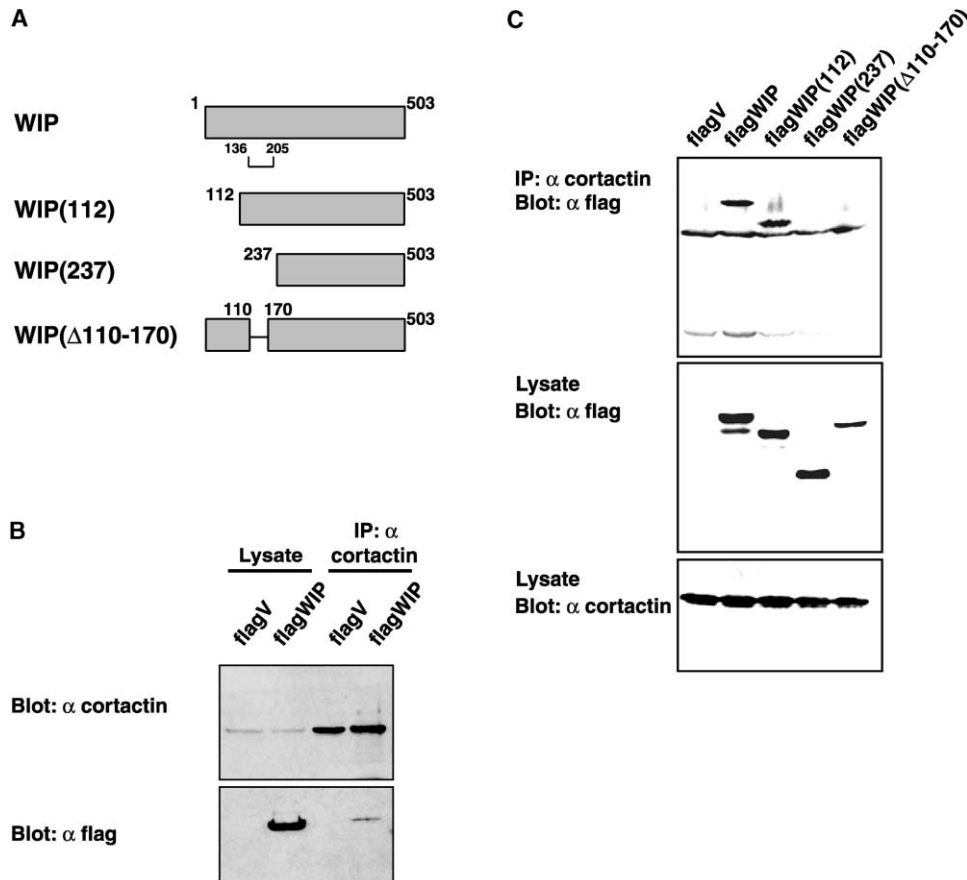 A
WIP
1
503
136
205
WIP(112)
112
503
WIP(237)
237
503
WIP(Δ110-170)
110
170
503
B
Lysate
IP: α
cortactin
flagV
flagWIP
flagV
flagWIP
Blot: α cortactin
Blot: α flag
C
flagV
flagWIP
flagWIP(112)
flagWIP(237)
flagWIP(Δ110-170)
IP: α cortactin
Blot: α flag
Lysate
Blot: α flag
Lysate
Blot: α cortactin